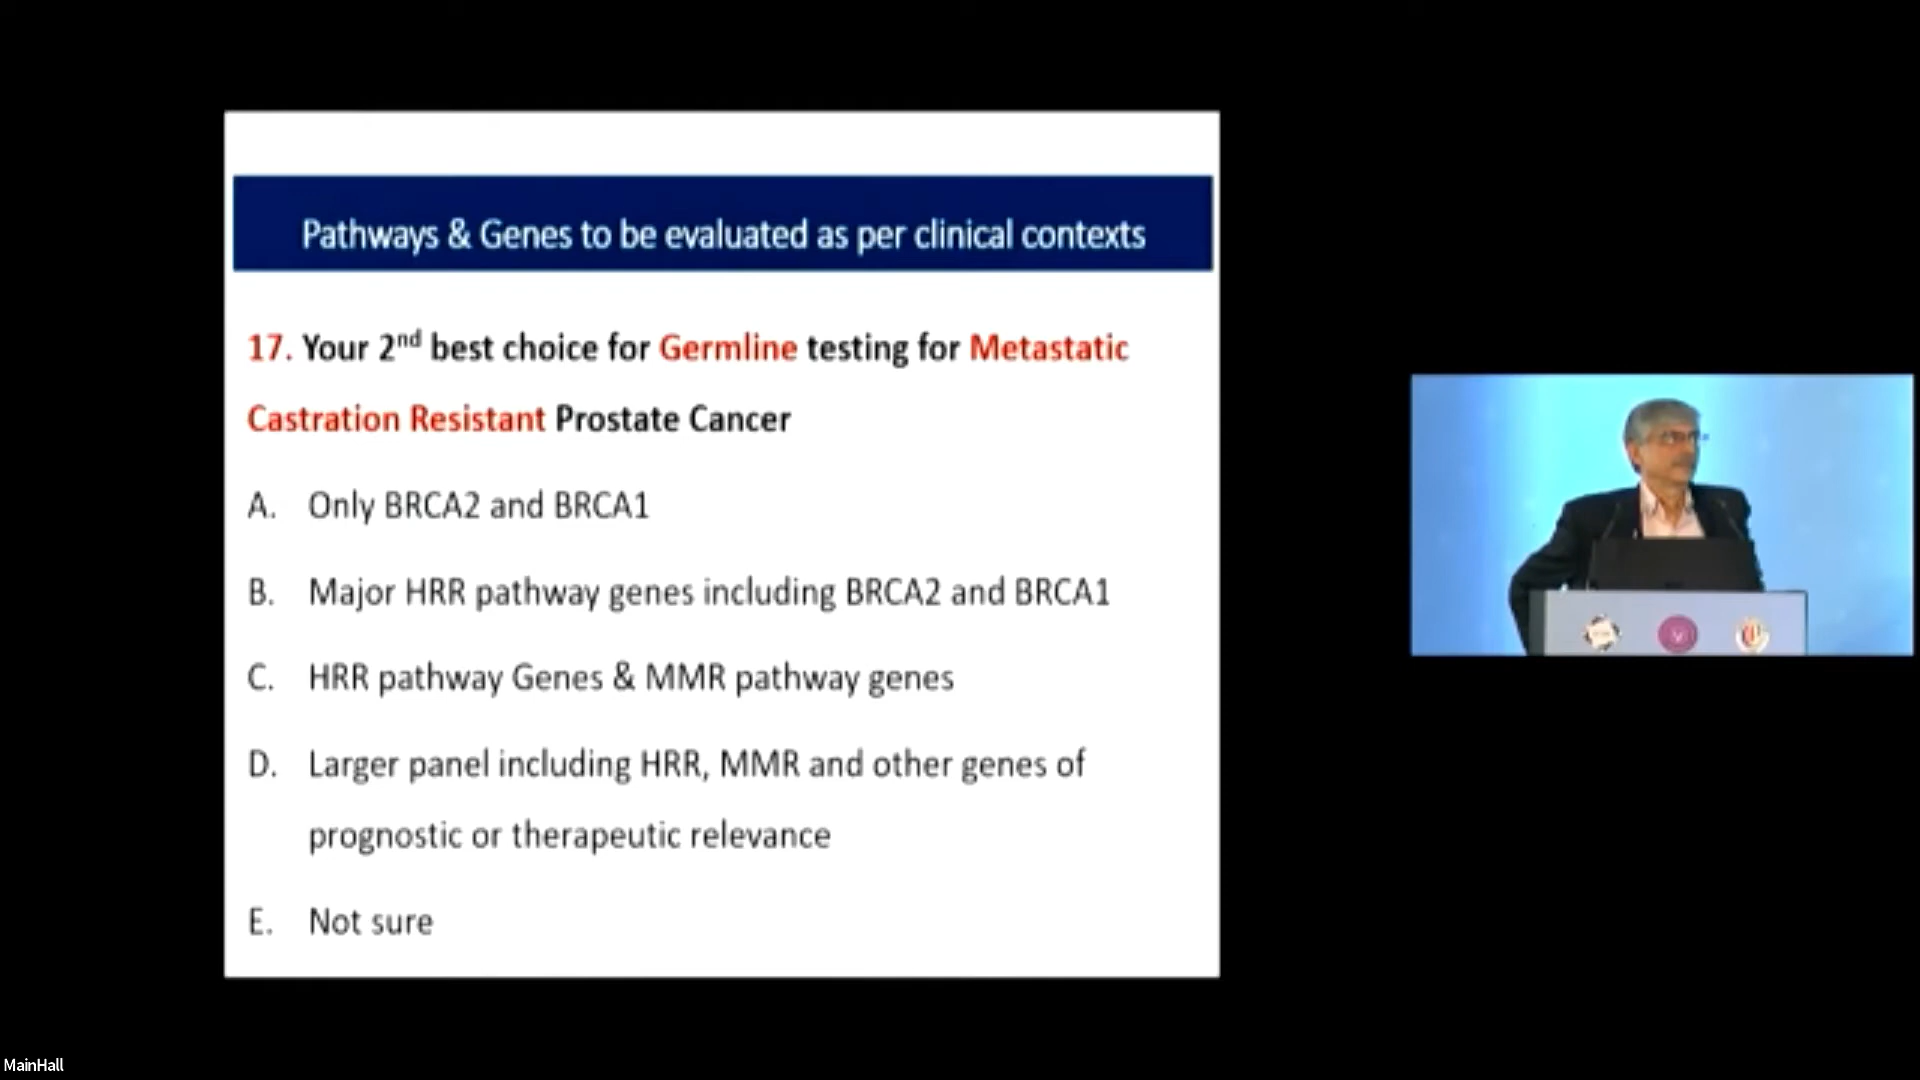 Pathways & Genes to be evaluated as per clinical contexts
17. Your 2nd best choice for Germline testing for Metastatic
Castration Resistant Prostate Cancer
A. Only BRCA2 and BRCA1
B. Major HRR pathway genes including BRCA2 and BRCA1
C. HRR pathway Genes & MMR pathway genes
D. Larger panel including HRR, MMR and other genes of
prognostic or therapeutic relevance
E. Not sure
MainHall